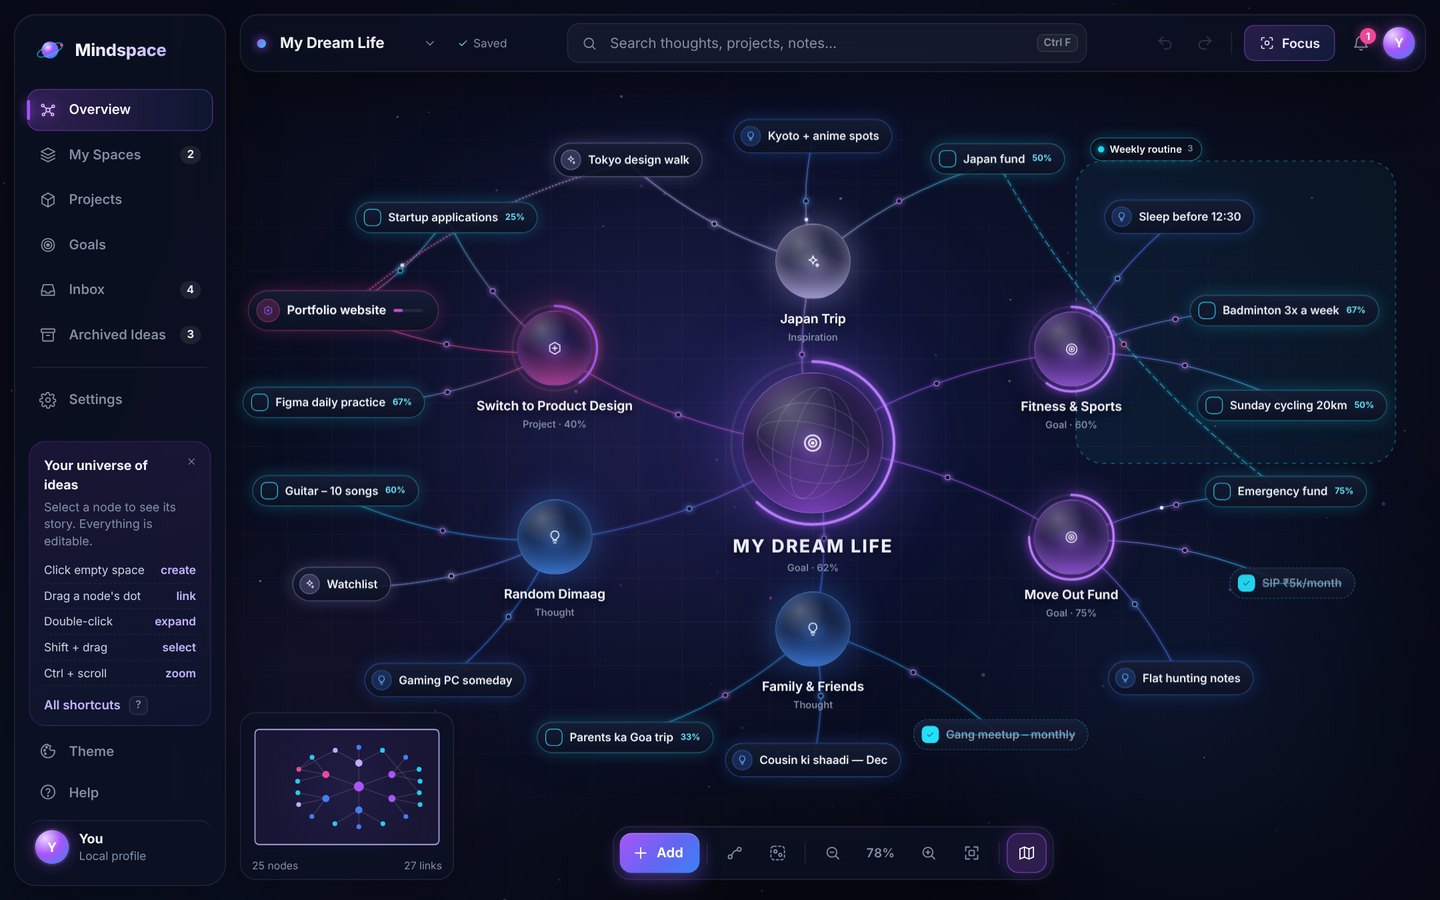 Mindspace
Overview
My Spaces 2
Projects
Goals
Inbox 4
Archived Ideas 3
Settings
Your universe of
ideas
Select a node to see its
story. Everything is
editable.
Click empty space create
Drag a node's dot link
Double-click expand
Shift + drag select
Ctrl + scroll zoom
All shortcuts ?
Theme
Help
Y
You
Local profile
My Dream Life
Saved
Search thoughts, projects, notes...
Ctrl F
Focus
1
Y
Kyoto + anime spots
Tokyo design walk
Japan fund 50%
Weekly routine 3
Startup applications 25%
Sleep before 12:30
Portfolio website
Badminton 3x a week 67%
Japan Trip
Inspiration
Figma daily practice 67%
Switch to Product Design
Project · 40%
Fitness & Sports
Goal · 60%
Sunday cycling 20km 50%
Guitar – 10 songs 60%
Emergency fund 75%
MY DREAM LIFE
Goal · 62%
Watchlist
Random Dimaag
Thought
Move Out Fund
Goal · 75%
SIP ₹5k/month
Gaming PC someday
Family & Friends
Thought
Flat hunting notes
Parents ka Goa trip 33%
Gang meetup – monthly
Cousin ki shaadi — Dec
25 nodes
27 links
Add
78%